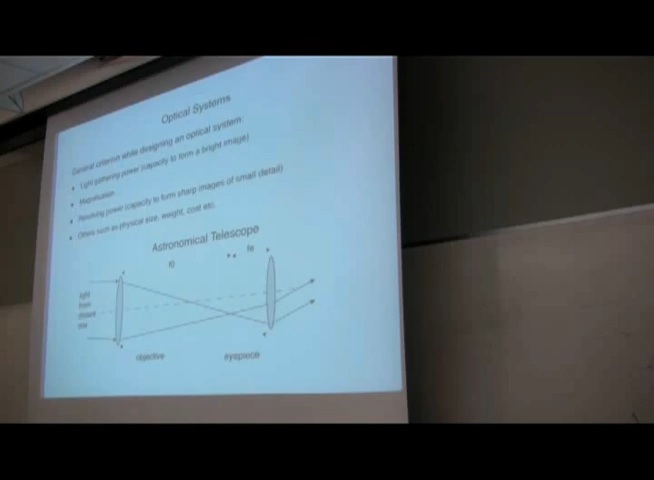 Optical Systems
General criterion while designing an optical system:
• Light gathering power (capacity to form a bright image)
• Magnification
• Resolving power (capacity to form sharp images of small detail)
• Others such as physical size, weight, cost etc.
Astronomical Telescope
fo
fe
light
from
distant
star
objective
eyepiece